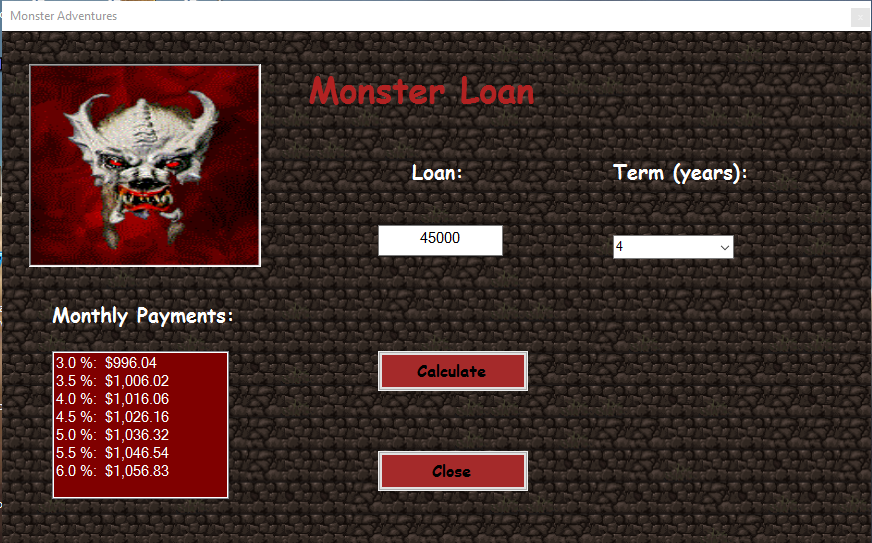 Monster Adventures
Monster Loan
Loan:
Term (years):
45000
4
Monthly Payments:
3.0 %:  $996.04
3.5 %:  $1,006.02
4.0 %:  $1,016.06
4.5 %:  $1,026.16
5.0 %:  $1,036.32
5.5 %:  $1,046.54
6.0 %:  $1,056.83
Calculate
Close